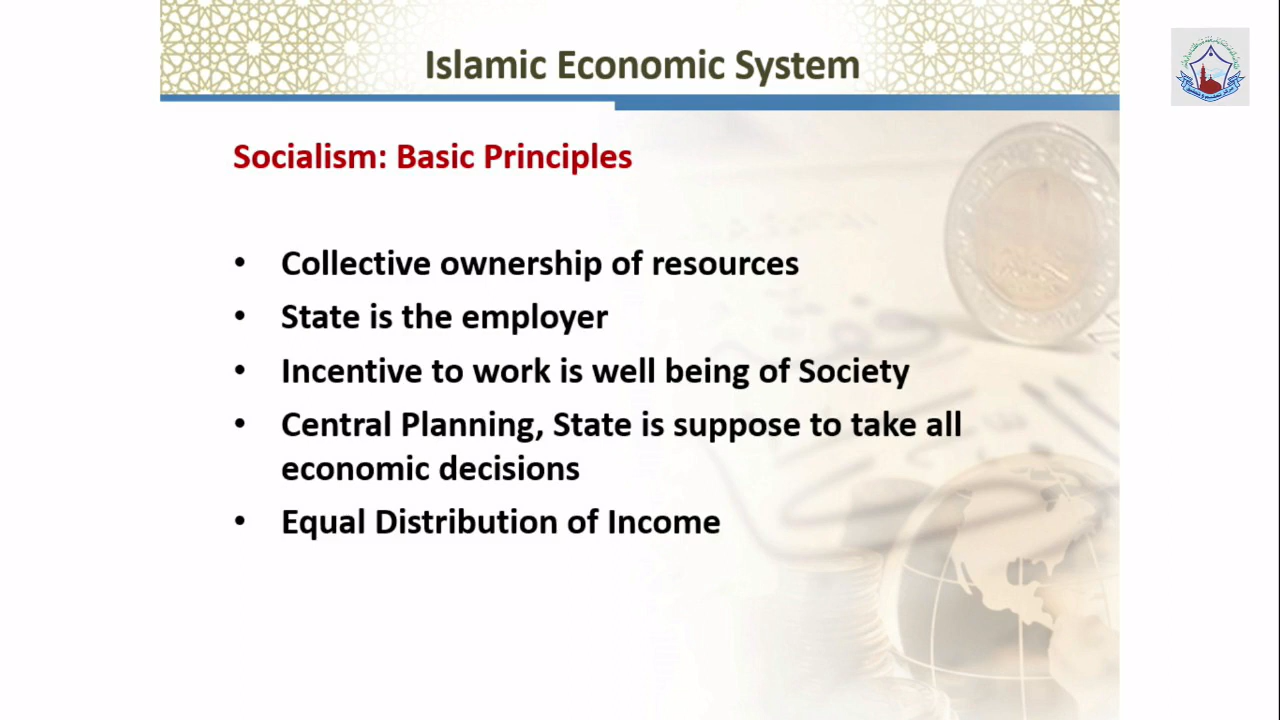 Islamic Economic System
Socialism: Basic Principles
• Collective ownership of resources
• State is the employer
• Incentive to work is well being of Society
• Central Planning, State is suppose to take all
economic decisions
• Equal Distribution of Income